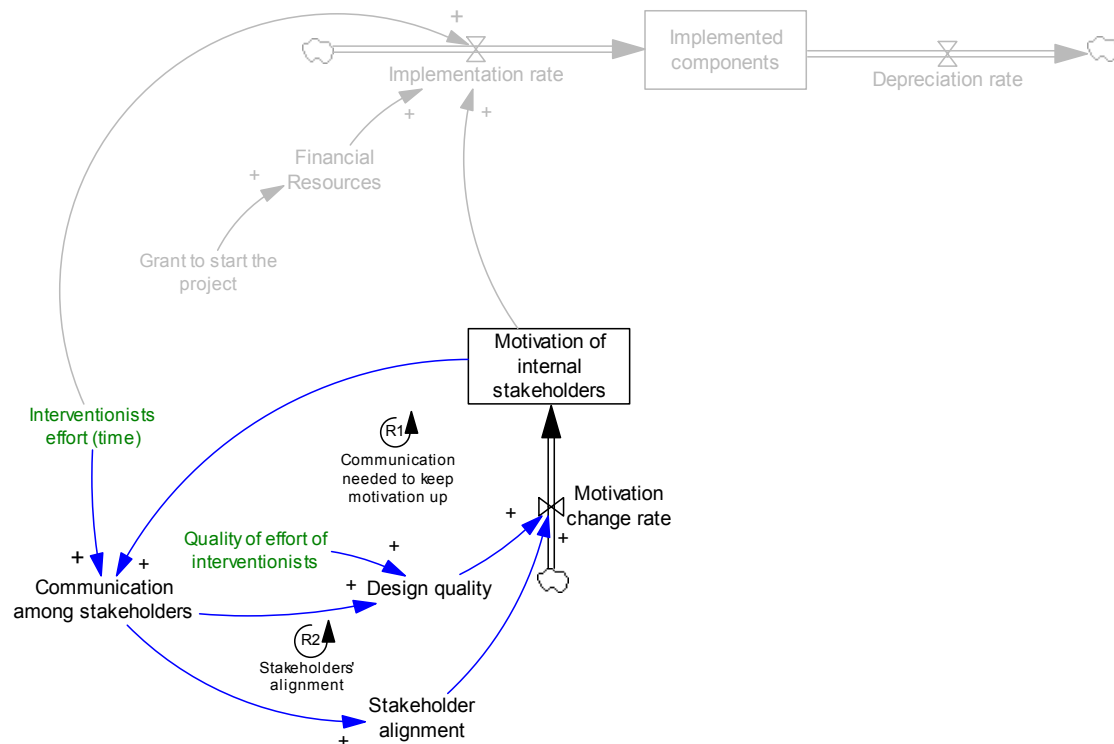 +
Implementation rate
Implemented
components
Depreciation rate
+
+
Financial
Resources
+
Grant to start the
project
Motivation of
internal
stakeholders
Interventionists
effort (time)
R1
Communication
needed to keep
motivation up
Motivation
change rate
+
+
Quality of effort of
interventionists
+
+
+
Communication
among stakeholders
+
Design quality
R2
Stakeholders'
alignment
Stakeholder
alignment
+